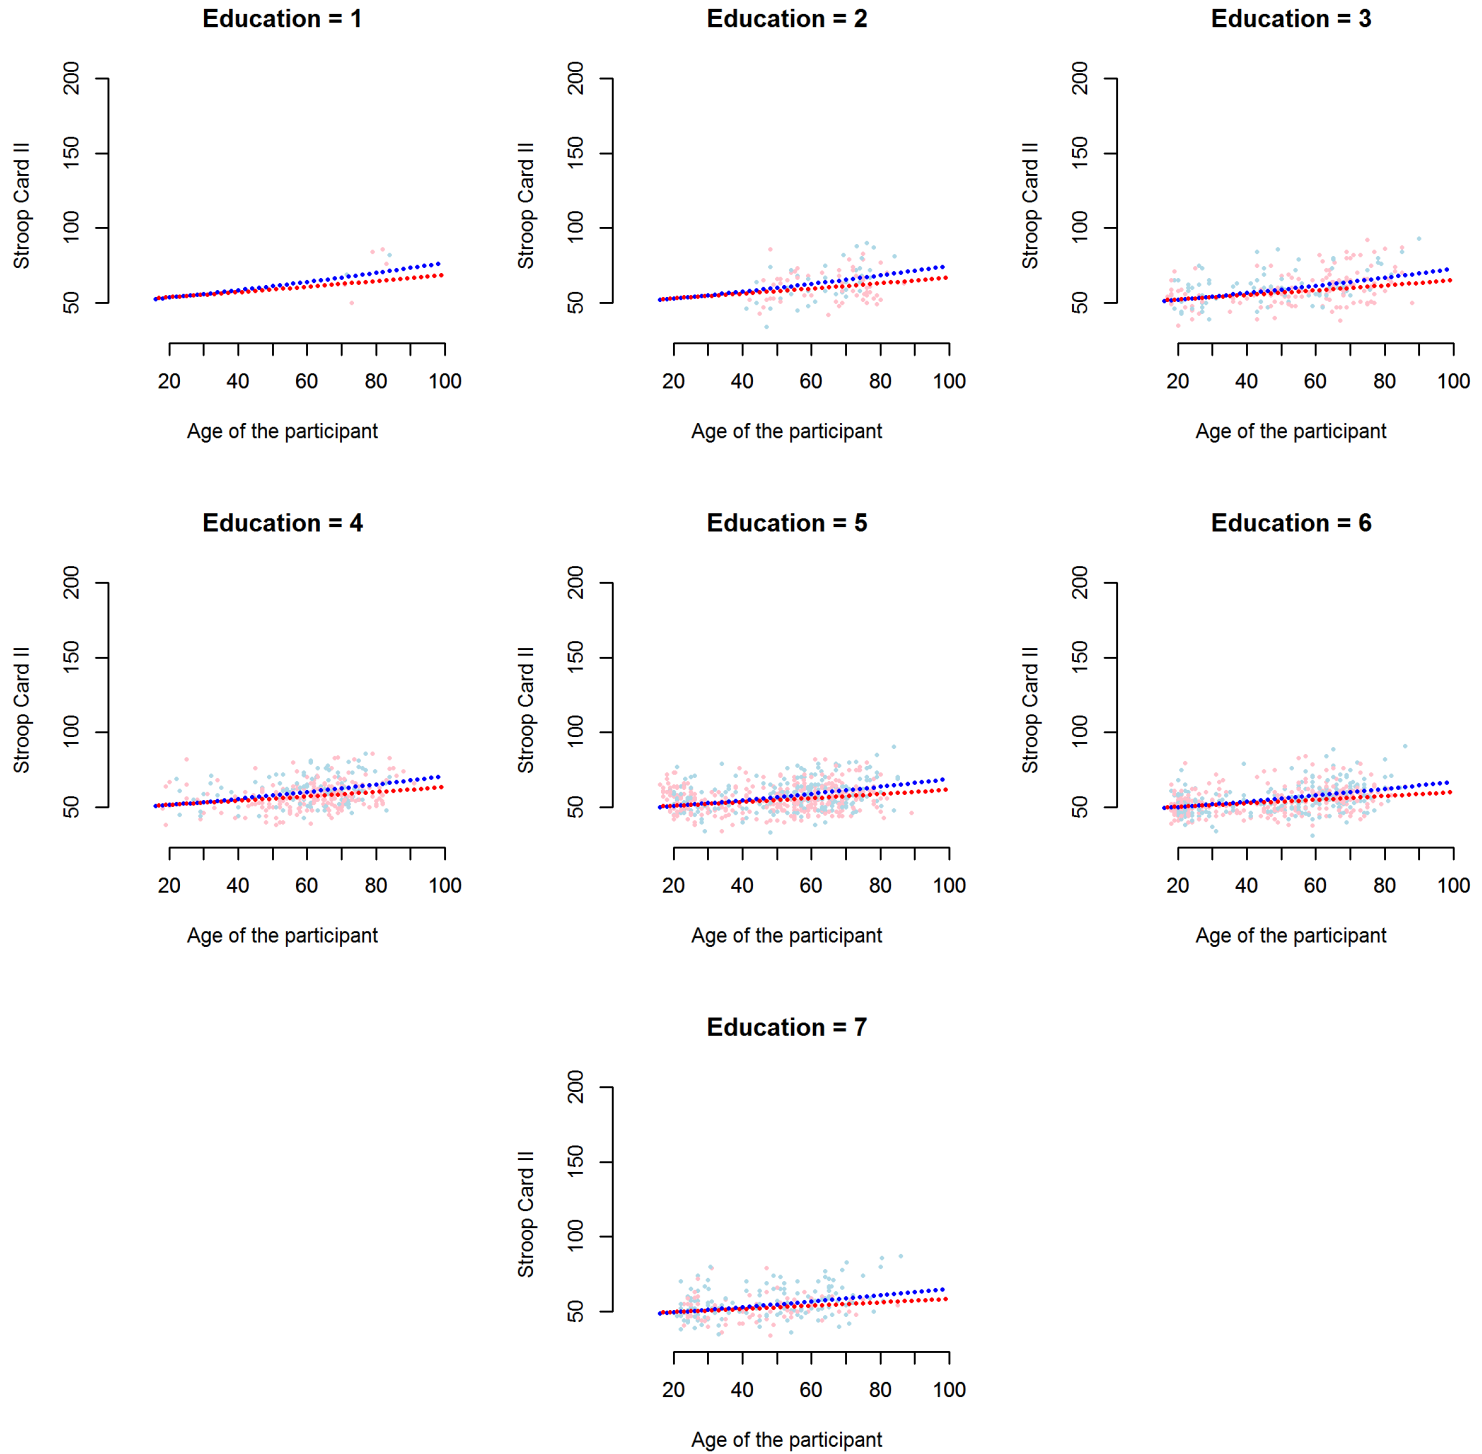 Education = 1
Stroop Card II
200
150
100
50
20 40 60 80 100
Age of the participant
Education = 2
Stroop Card II
200
150
100
50
20 40 60 80 100
Age of the participant
Education = 3
Stroop Card II
200
150
100
50
20 40 60 80 100
Age of the participant
Education = 4
Stroop Card II
200
150
100
50
20 40 60 80 100
Age of the participant
Education = 5
Stroop Card II
200
150
100
50
20 40 60 80 100
Age of the participant
Education = 6
Stroop Card II
200
150
100
50
20 40 60 80 100
Age of the participant
Education = 7
Stroop Card II
200
150
100
50
20 40 60 80 100
Age of the participant